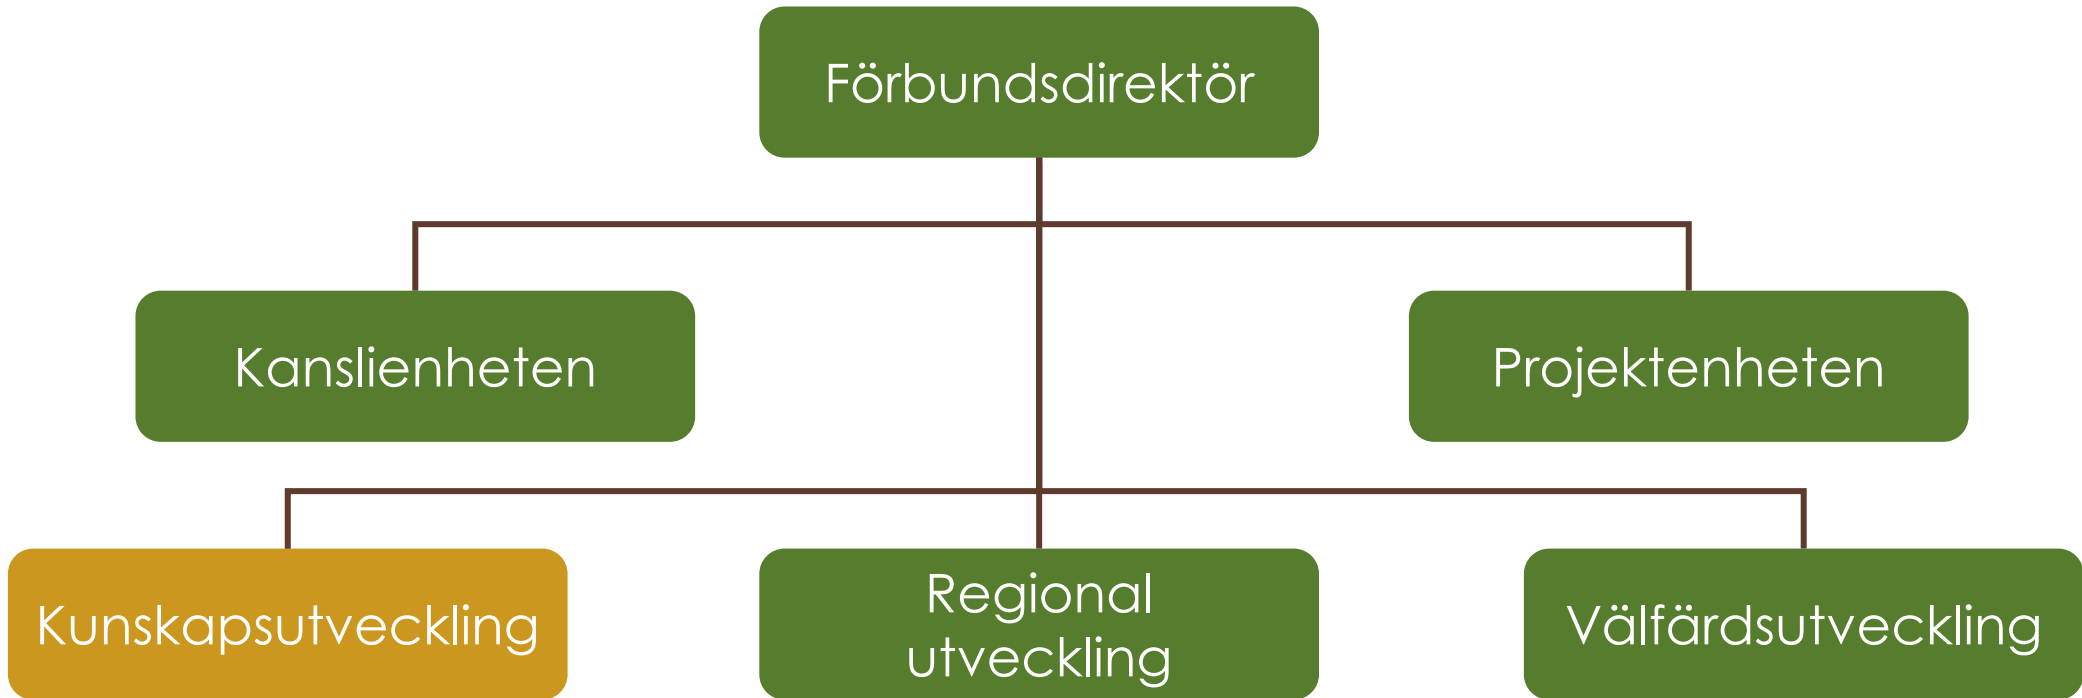 Förbundsdirektör
Kanslienheten
Projektenheten
Kunskapsutveckling
Regional
utveckling
Välfärdsutveckling